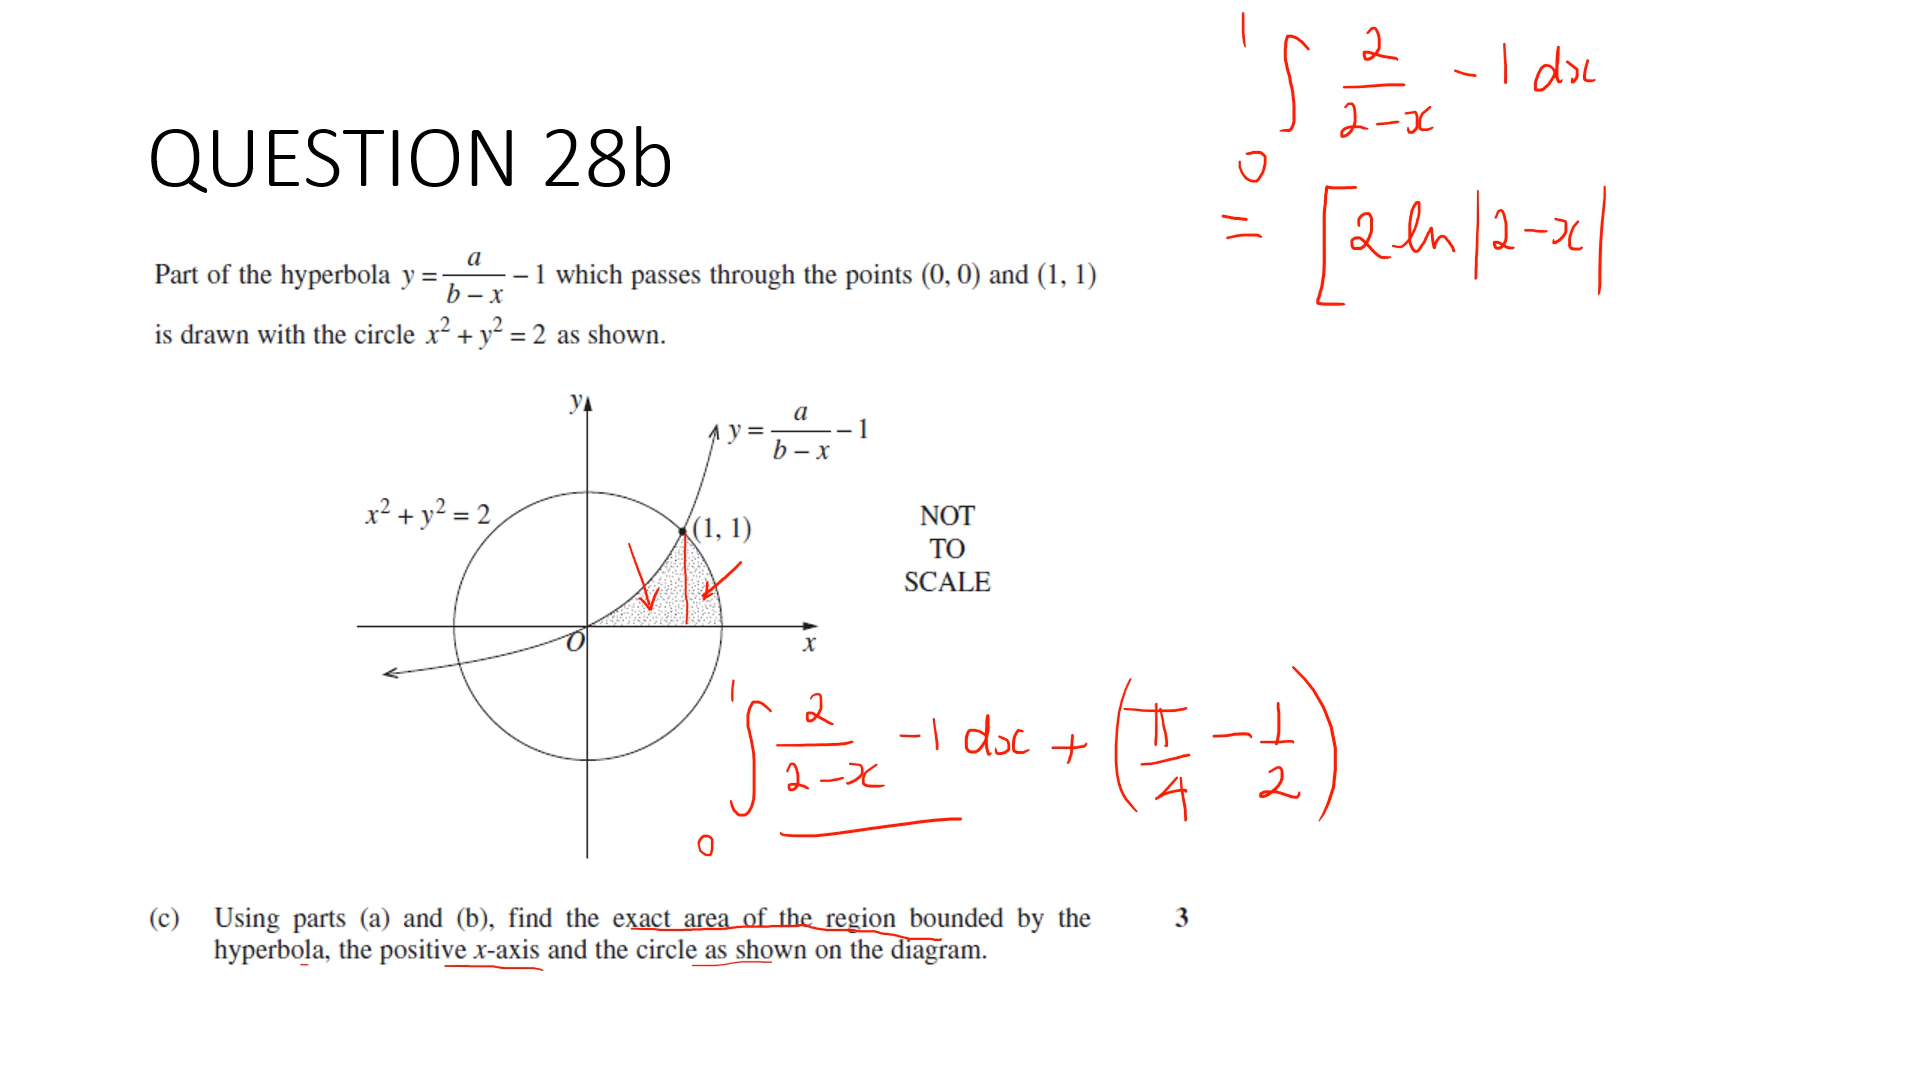 QUESTION 28b
∫₀¹ 2/(2−x) − 1 dx
= [2 ln |2−x|
Part of the hyperbola y = a/(b − x) − 1 which passes through the points (0, 0) and (1, 1)
is drawn with the circle x² + y² = 2 as shown.
y
y = a/(b − x) − 1
x² + y² = 2
(1, 1)
NOT
TO
SCALE
O
x
∫₀¹ 2/(2−x) − 1 dx + (π/4 − 1/2)
(c) Using parts (a) and (b), find the exact area of the region bounded by the 3
hyperbola, the positive x-axis and the circle as shown on the diagram.